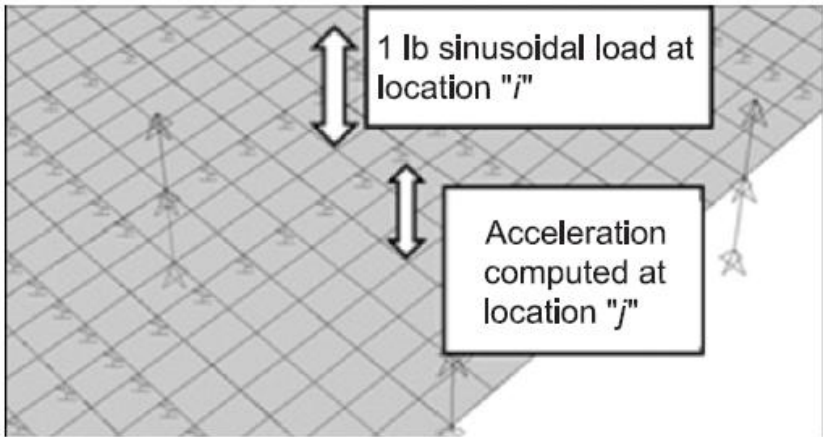 1 lb sinusoidal load at
location "i"
Acceleration
computed at
location "j"